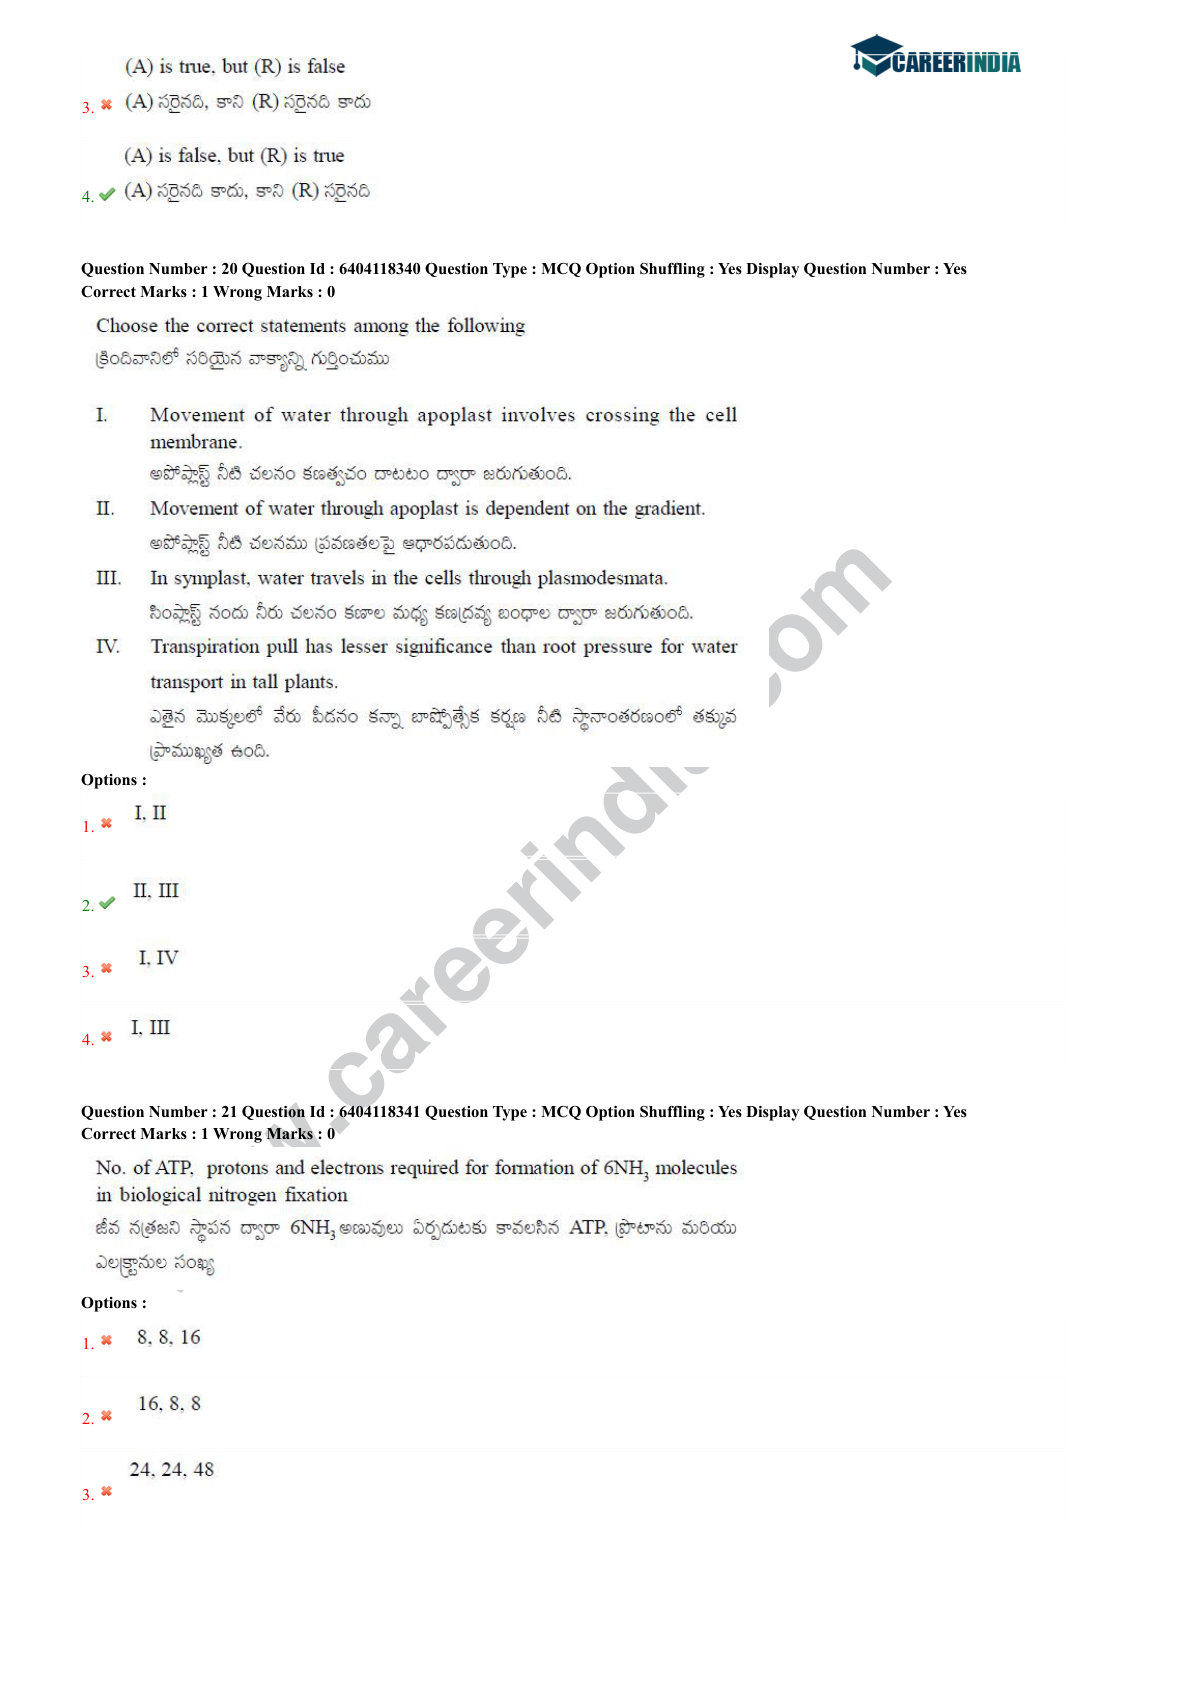 CAREERINDIA
(A) is true, but (R) is false
3. (A) సరైనది, కాని (R) సరైనది కాదు
(A) is false, but (R) is true
4. (A) సరైనది కాదు, కాని (R) సరైనది
Question Number : 20 Question Id : 6404118340 Question Type : MCQ Option Shuffling : Yes Display Question Number : Yes
Correct Marks : 1 Wrong Marks : 0
Choose the correct statements among the following
క్రిందివానిలో సరియైన వాక్యాన్ని గుర్తించుము
I. Movement of water through apoplast involves crossing the cell
membrane.
అపోప్లాస్ట్ నీటి చలనం కణత్వచం దాటటం ద్వారా జరుగుతుంది.
II. Movement of water through apoplast is dependent on the gradient.
అపోప్లాస్ట్ నీటి చలనము ప్రవణతలపై ఆధారపడుతుంది.
III. In symplast, water travels in the cells through plasmodesmata.
సింప్లాస్ట్ నందు నీరు చలనం కణాల మధ్య కణద్రవ్య బంధాల ద్వారా జరుగుతుంది.
IV. Transpiration pull has lesser significance than root pressure for water
transport in tall plants.
ఎతైన మొక్కలలో వేరు పీడనం కన్నా బాష్పోత్సేక కర్షణ నీటి స్థానాంతరణంలో తక్కువ
ప్రాముఖ్యత ఉంది.
Options :
1. I, II
2. II, III
3. I, IV
4. I, III
w.careerindia.com
Question Number : 21 Question Id : 6404118341 Question Type : MCQ Option Shuffling : Yes Display Question Number : Yes
Correct Marks : 1 Wrong Marks : 0
No. of ATP, protons and electrons required for formation of 6NH3 molecules
in biological nitrogen fixation
జీవ నత్రజని స్థాపన ద్వారా 6NH3 అణువులు ఏర్పడుటకు కావలసిన ATP, ప్రొటాను మరియు
ఎలక్ట్రానుల సంఖ్య
Options :
1. 8, 8, 16
2. 16, 8, 8
24, 24, 48
3.